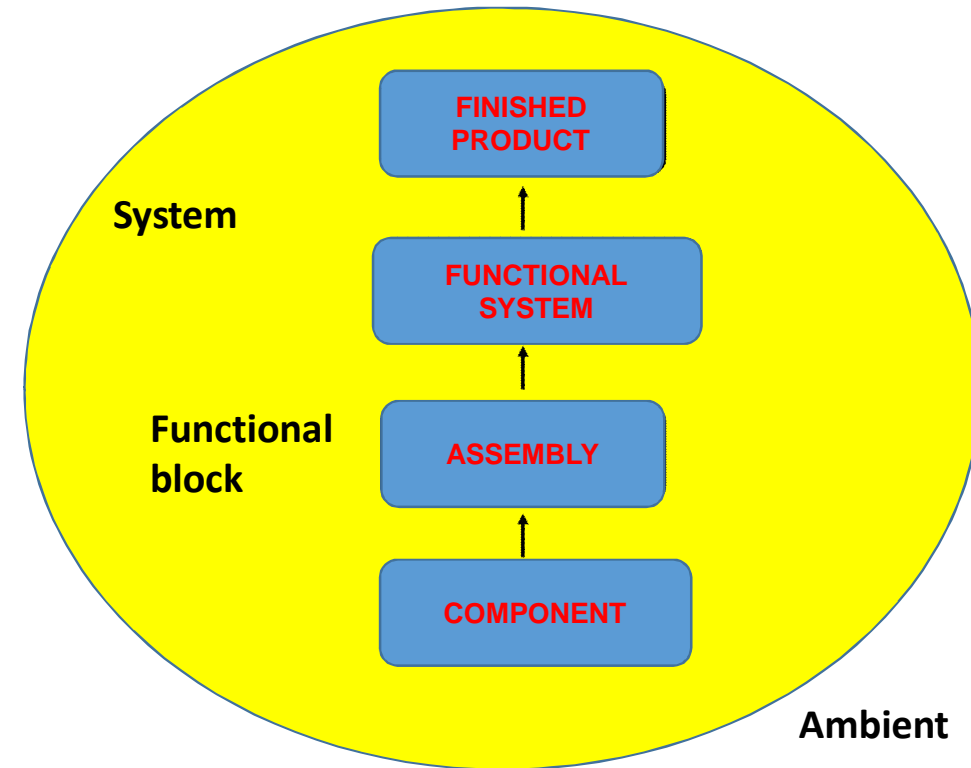 FINISHED
PRODUCT
System
FUNCTIONAL
SYSTEM
Functional
block
ASSEMBLY
COMPONENT
Ambient